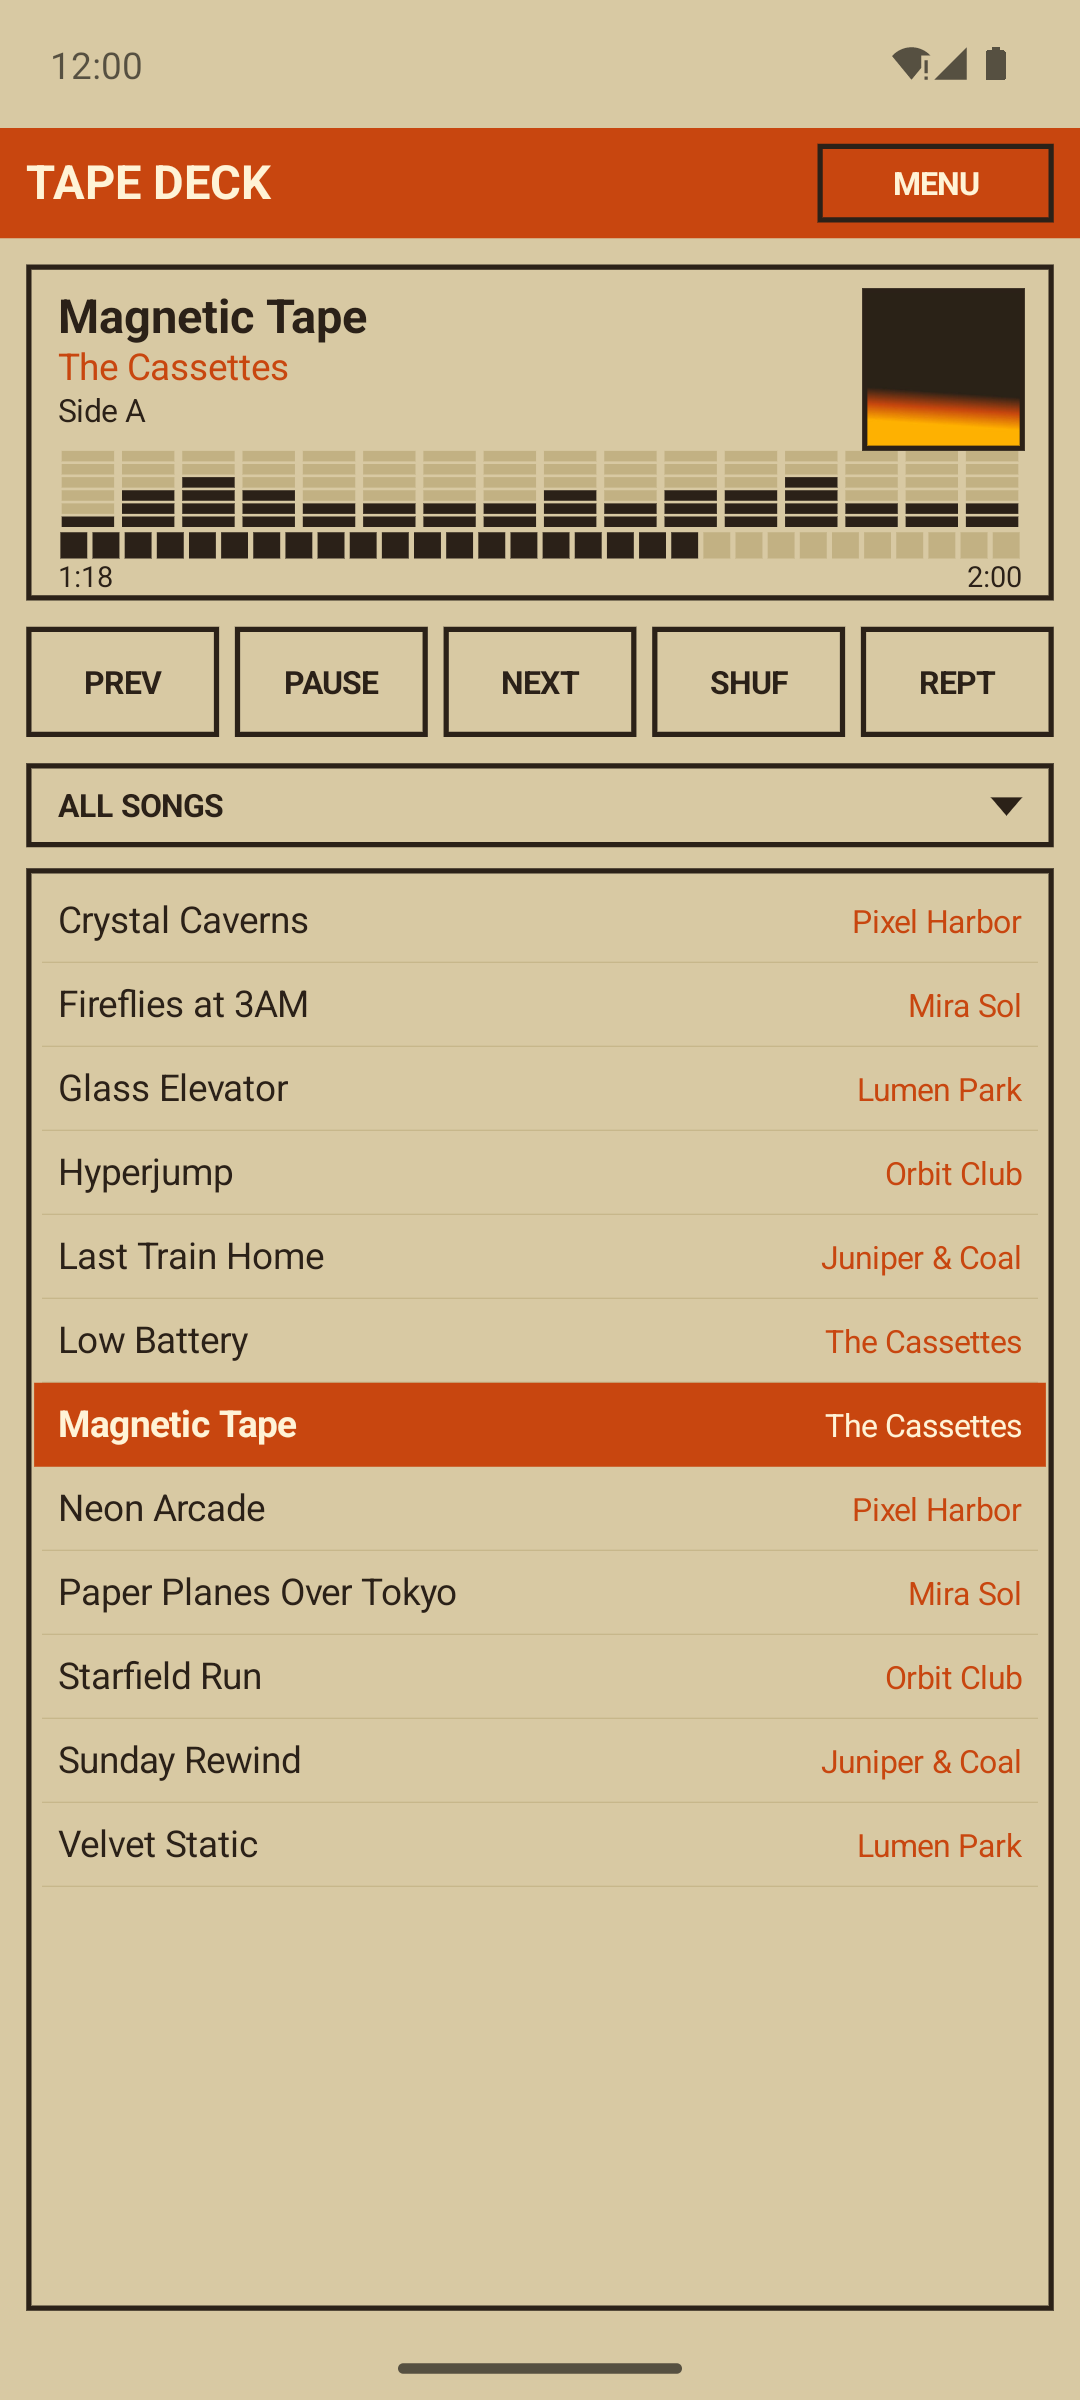 12:00
TAPE DECK
MENU
Magnetic Tape
The Cassettes
Side A
1:18 2:00
PREV PAUSE NEXT SHUF REPT
ALL SONGS
Crystal Caverns Pixel Harbor
Fireflies at 3AM Mira Sol
Glass Elevator Lumen Park
Hyperjump Orbit Club
Last Train Home Juniper & Coal
Low Battery The Cassettes
Magnetic Tape The Cassettes
Neon Arcade Pixel Harbor
Paper Planes Over Tokyo Mira Sol
Starfield Run Orbit Club
Sunday Rewind Juniper & Coal
Velvet Static Lumen Park